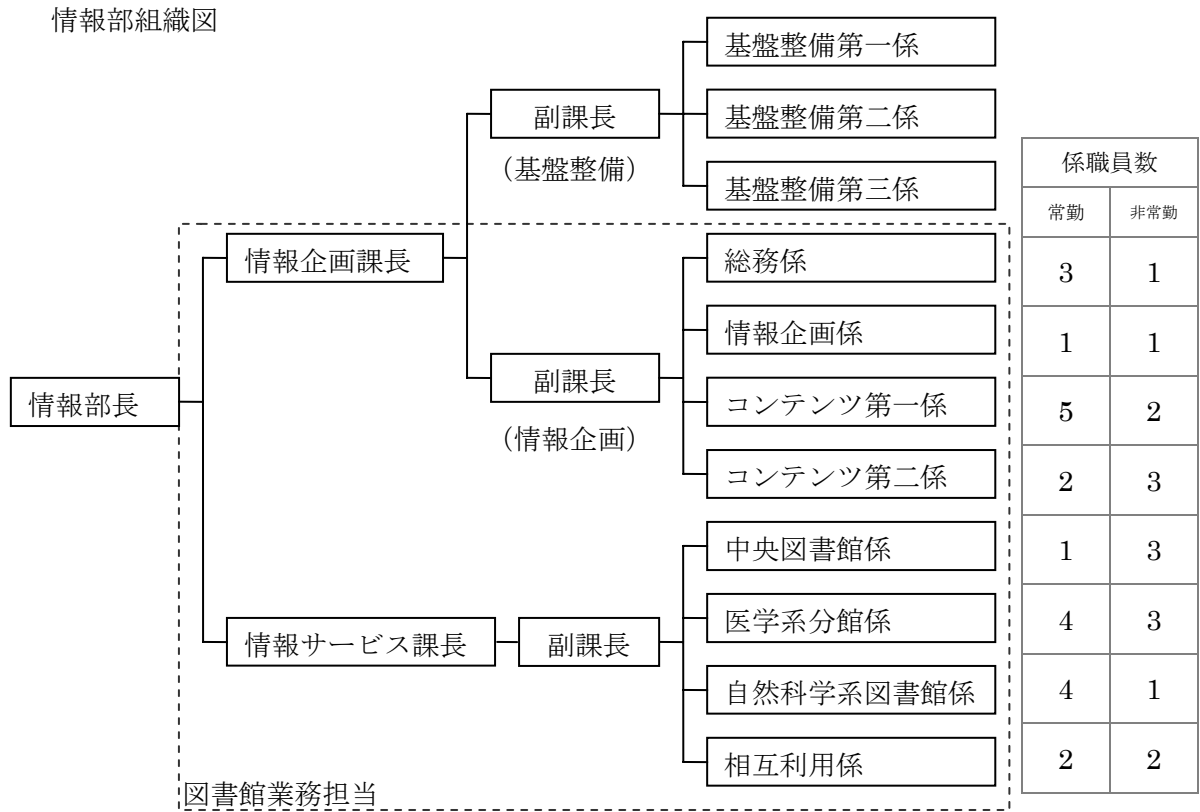 情報部組織図
基盤整備第一係
副課長
(基盤整備)
基盤整備第二係
基盤整備第三係
係職員数
常勤 非常勤
情報企画課長
総務係
3 1
情報企画係
1 1
副課長
(情報企画)
情報部長
コンテンツ第一係
5 2
コンテンツ第二係
2 3
中央図書館係
1 3
情報サービス課長
副課長
医学系分館係
4 3
自然科学系図書館係
4 1
相互利用係
2 2
図書館業務担当